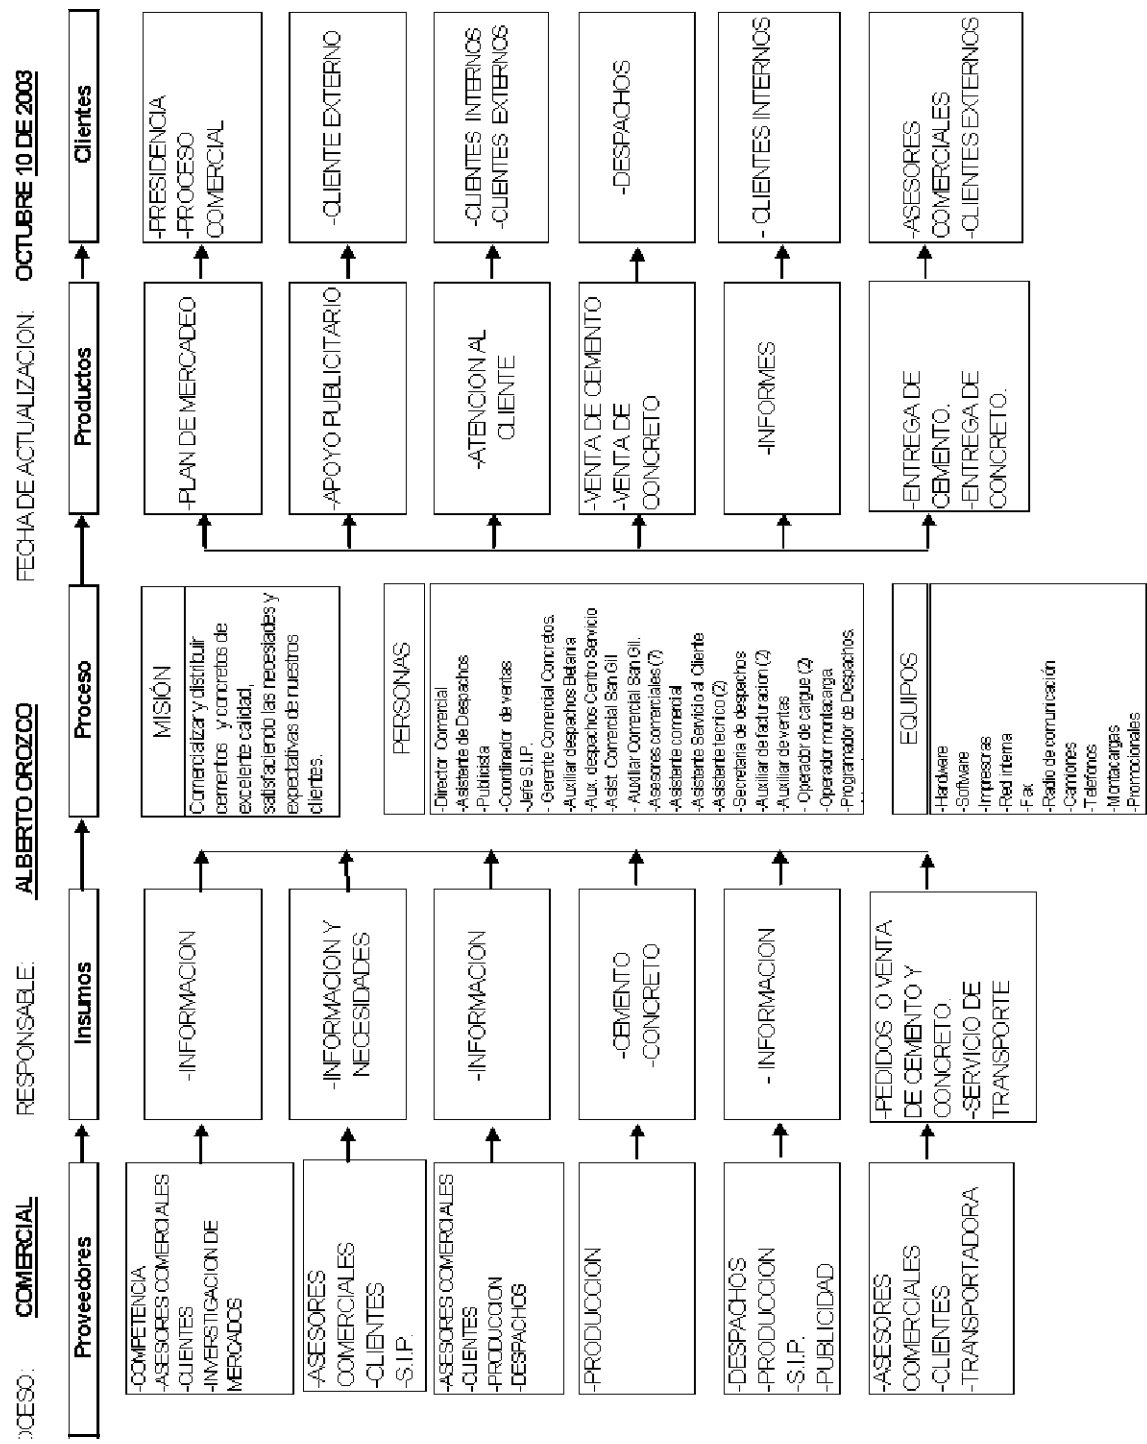 OCESO: COMERCIAL RESPONSABLE: ALBERTO OROZCO FECHA DE ACTUALIZACION: OCTUBRE 10 DE 2003
Proveedores
Insumos
Proceso
Productos
Clientes
-COMPETENCIA
-ASESORES COMERCIALES
-CLIENTES
-INVERSTIGACION DE
MERCADOS
-INFORMACION
-PLAN DE MERCADEO
-PRESIDENCIA
-PROCESO
COMERCIAL
-ASESORES
COMERCIALES
-CLIENTES
-S.I.P.
-INFORMACION Y
NECESIDADES
-APOYO PUBLICITARIO
-CLIENTE EXTERNO
-ASESORES COMERCIALES
-CLIENTES
-PRODUCCION
-DESPACHOS
-INFORMACION
-ATENCION AL
CLIENTE
-CLIENTES INTERNOS
-CLIENTES EXTERNOS
-PRODUCCION
-CEMENTO
-CONCRETO
-VENTA DE CEMENTO
-VENTA DE
CONCRETO
-DESPACHOS
-DESPACHOS
-PRODUCCION
-S.I.P.
-PUBLICIDAD
- INFORMACION
-INFORMES
- CLIENTES INTERNOS
-ASESORES
COMERCIALES
-CLIENTES
-TRANSPORTADORA
-PEDIDOS O VENTA
DE CEMENTO Y
CONCRETO.
-SERVICIO DE
TRANSPORTE
-ENTREGA DE
CEMENTO.
-ENTREGA DE
CONCRETO.
-ASESORES
COMERCIALES
-CLIENTES EXTERNOS
MISIÓN
Comercializar y distribuir
cementos y concretos de
excelente calidad,
satisfaciendo las necesiades y
expectativas de nuestros
clientes.
PERSONAS
-Director Comercial
-Asistente de Despachos
-Publicista
-Coordinador de ventas
-Jefe S.I.P.
- Gerente Comercial Concretos.
-Auxiliar despachos Betania
-Aux. despachos Centro Servicio
-Asist. Comercial San Gil
- Auxiliar Comercial San Gil.
-Asesores comerciales (7)
-Asistente comercial
-Asistente Servicio al Cliente
-Asistente tecnico (2)
-Secretaria de despachos
-Auxiliar de facturacion (2)
-Auxiliar de ventas
- Operador de cargue (2)
-Operador montacarga
-Programador de Despachos.
EQUIPOS
-Hardware
-Software
-Impresoras
-Red interna
-Fax
-Radio de comunicación
-Camiones
-Telefonos
-Montacargas
-Promocionales